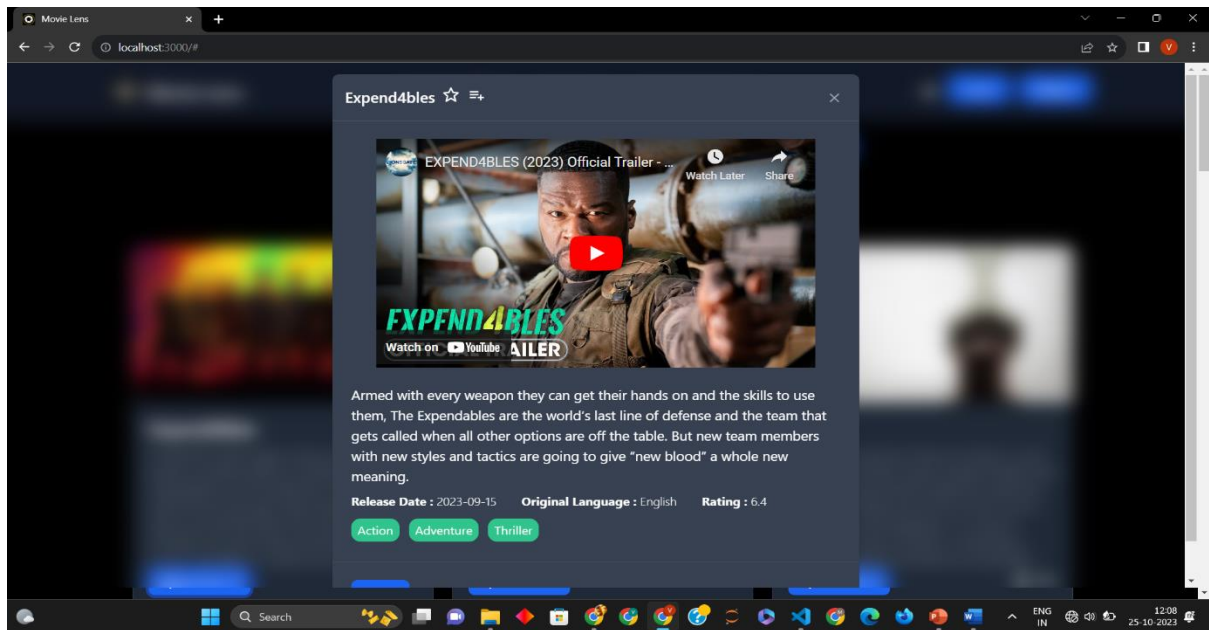 Movie Lens
localhost:3000/#
Expend4bles
EXPEND4BLES (2023) Official Trailer - ...
Watch Later
Share
EXPEND4BLES
Watch on YouTube
AILER
Armed with every weapon they can get their hands on and the skills to use
them, The Expendables are the world's last line of defense and the team that
gets called when all other options are off the table. But new team members
with new styles and tactics are going to give "new blood" a whole new
meaning.
Release Date : 2023-09-15 Original Language : English Rating : 6.4
Action Adventure Thriller
Search
ENG
IN
12:08
25-10-2023